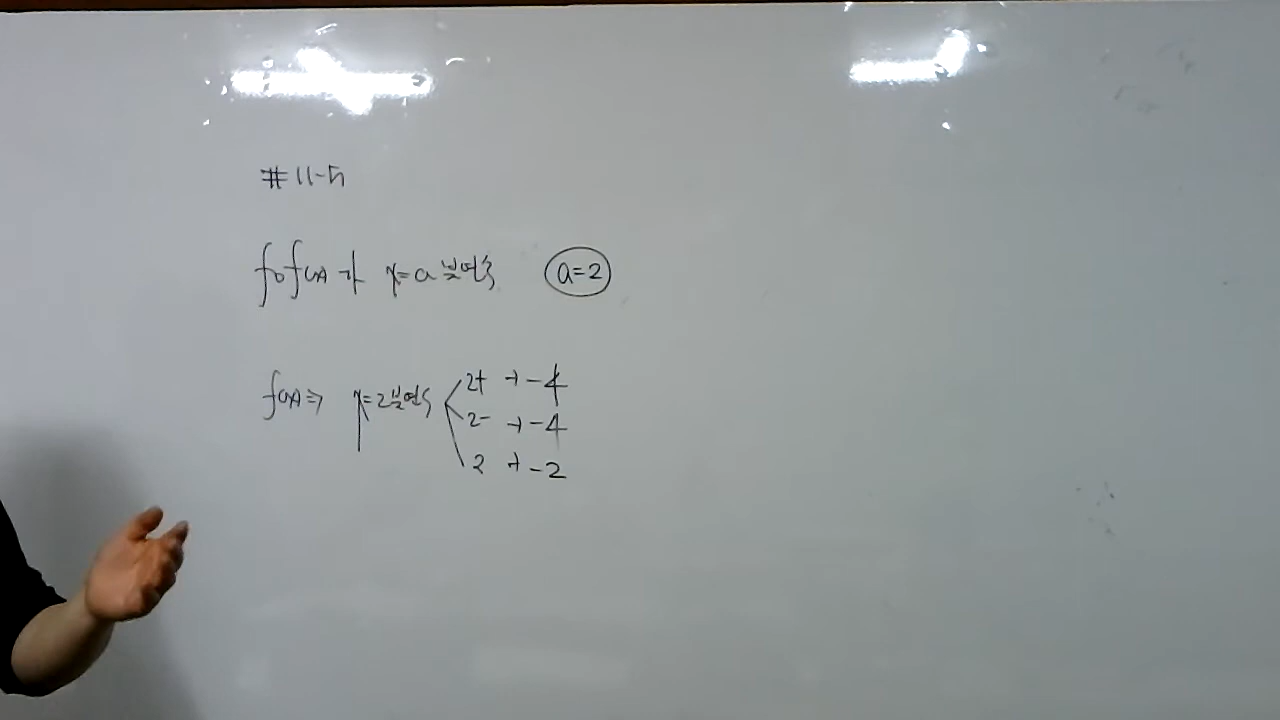 #11-5
f∘f(x)가 x=a 불연속 a=2
f(x)⇒ x=2불연속 2+ → -4
2- → -4
2 → -2